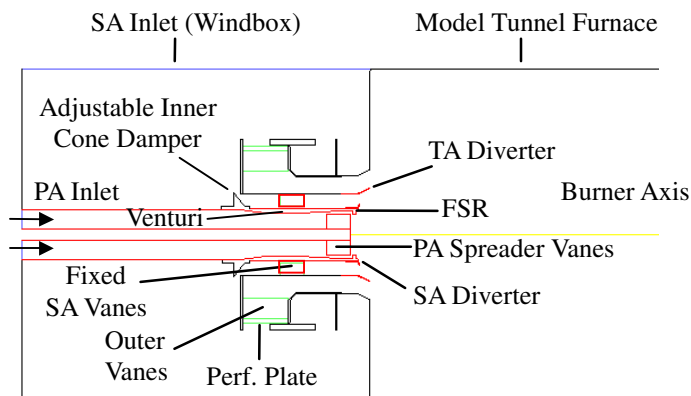 SA Inlet (Windbox)
Model Tunnel Furnace
Adjustable Inner
Cone Damper
TA Diverter
PA Inlet
Burner Axis
Venturi
FSR
PA Spreader Vanes
Fixed
SA Vanes
SA Diverter
Outer
Vanes
Perf. Plate